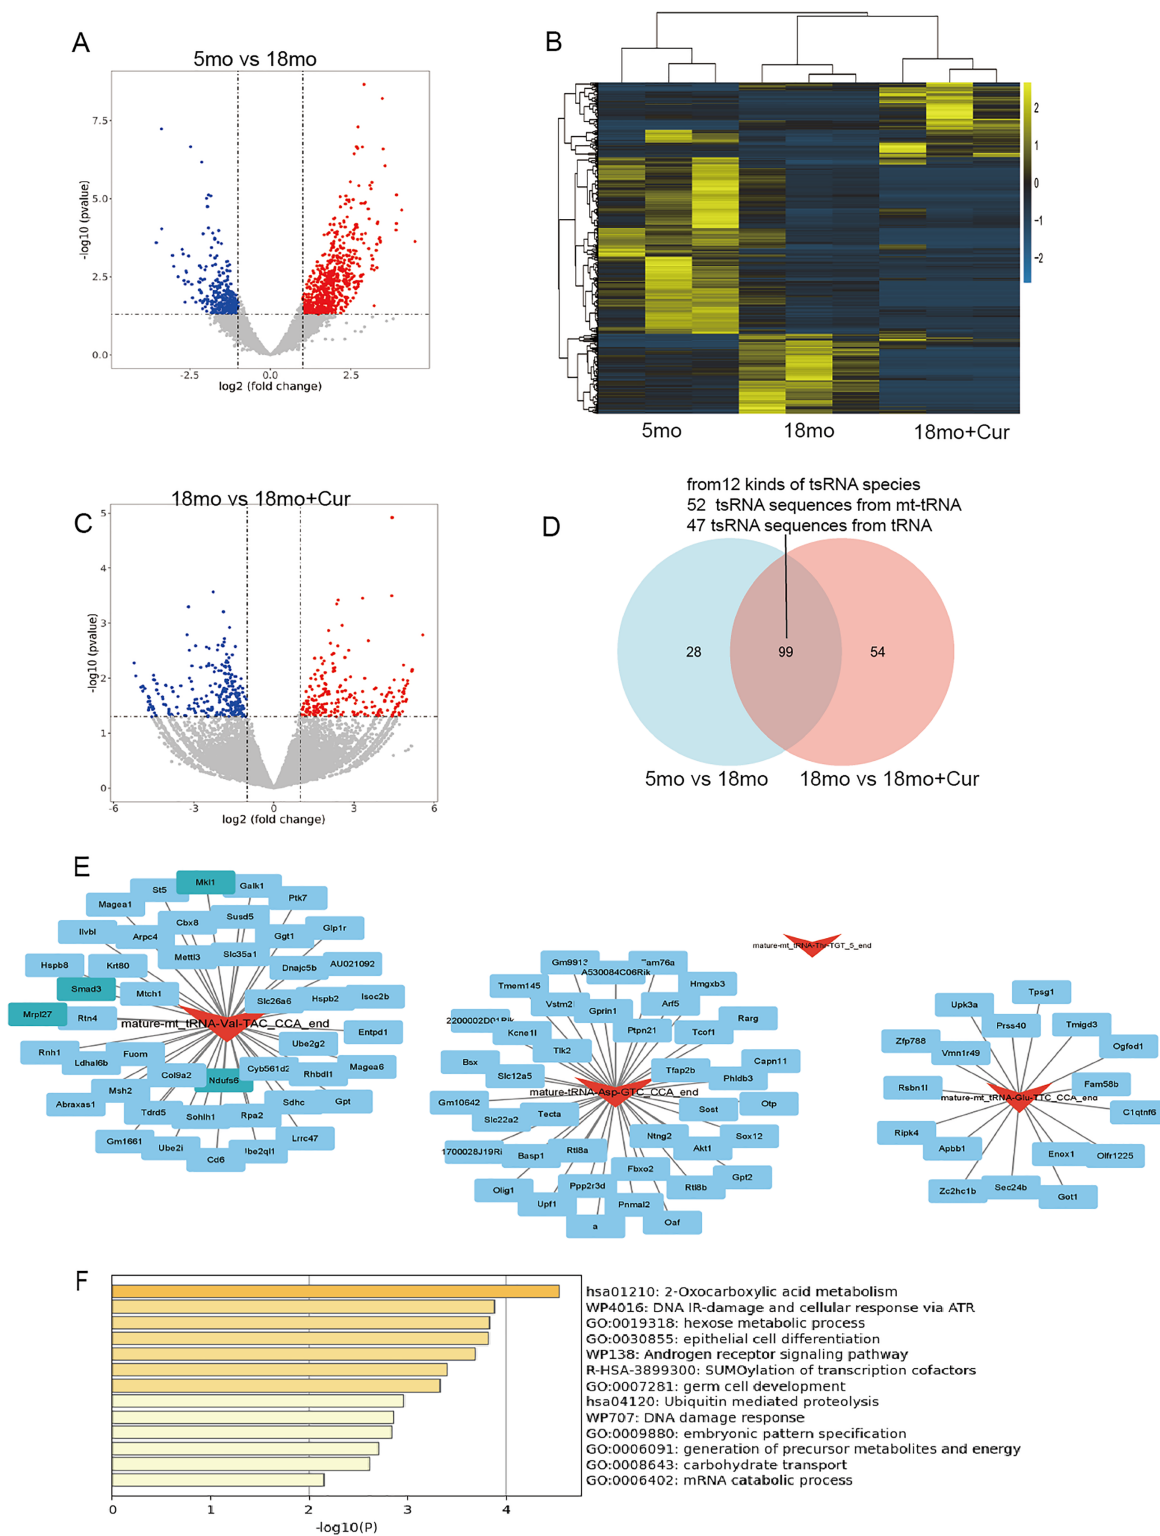 A
5mo vs 18mo
7.5
5.0
2.5
0.0
-log10 (pvalue)
-2.5
0.0
2.5
log2 (fold change)
B
2
1
0
-1
-2
5mo
18mo
18mo+Cur
C
18mo vs 18mo+Cur
5
4
3
2
1
0
-log10 (pvalue)
-6
-3
0
3
6
log2 (fold change)
D
from12 kinds of tsRNA species
52 tsRNA sequences from mt-tRNA
47 tsRNA sequences from tRNA
28
99
54
5mo vs 18mo
18mo vs 18mo+Cur
E
Mkl1
St5
Galk1
Ptk7
Magea1
Cbx8
Susd5
Ilvbl
Arpc4
Ggt1
Glp1r
Mettl3
Slc35a1
Hspb8
Krt80
Dnajc5b
AU021092
Smad3
Mtch1
Slc26a6
Hspb2
Isoc2b
Mrpl27
Rtn4
mature-mt_tRNA-Val-TAC_CCA_end
Entpd1
Ube2g2
Rnh1
Ldhal6b
Fuom
Col9a2
Cyb561d2
Rhbdl1
Magea6
Ndufs6
Abraxas1
Msh2
Tdrd5
Sohlh1
Rpa2
Sdhc
Gpt
Gm1661
Ube2i
Cd6
Lrrc47
mature-mt_tRNA-Thr-TGT_5_end
Gm9913
A530084C06Rik
Tmem145
Hmgxb3
Vstm2l
Gprin1
Arf5
Kcne1l
Ptpn21
Tcof1
Rarg
Bsx
Tlk2
Slc12a5
Tfap2b
Phldb3
Capn11
mature-tRNA-Asp-GTC_CCA_end
Gm10642
Slc22a2
Tecta
Sost
Otp
1700028J19Ri
Basp1
Rtl8a
Ntng2
Akt1
Sox12
Fbxo2
Olig1
Ppp2r3d
Rtl8b
Gpt2
Upf1
Pnmal2
a
Oaf
Tpsg1
Upk3a
Prss40
Tmigd3
Zfp788
Vmn1r49
Ogfod1
Rsbn1l
Fam58b
mature-mt_tRNA-Glu-TTC_CCA_end
C1qtnf6
Ripk4
Apbb1
Enox1
Olfr1225
Zc2hc1b
Sec24b
Got1
F
hsa01210: 2-Oxocarboxylic acid metabolism
WP4016: DNA IR-damage and cellular response via ATR
GO:0019318: hexose metabolic process
GO:0030855: epithelial cell differentiation
WP138: Androgen receptor signaling pathway
R-HSA-3899300: SUMOylation of transcription cofactors
GO:0007281: germ cell development
hsa04120: Ubiquitin mediated proteolysis
WP707: DNA damage response
GO:0009880: embryonic pattern specification
GO:0006091: generation of precursor metabolites and energy
GO:0008643: carbohydrate transport
GO:0006402: mRNA catabolic process
0
1
2
3
4
-log10(P)